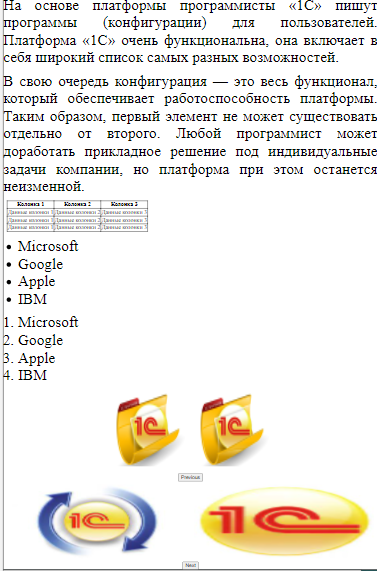 На основе платформы программисты «1С» пишут
программы (конфигурации) для пользователей.
Платформа «1С» очень функциональна, она включает в
себя широкий список самых разных возможностей.
В свою очередь конфигурация — это весь функционал,
который обеспечивает работоспособность платформы.
Таким образом, первый элемент не может существовать
отдельно от второго. Любой программист может
доработать прикладное решение под индивидуальные
задачи компании, но платформа при этом останется
неизменной.
Колонка 1 Колонка 2 Колонка 3
Данные колонки 1 Данные колонки 2 Данные колонки 3
Данные колонки 1 Данные колонки 2 Данные колонки 3
Данные колонки 1 Данные колонки 2 Данные колонки 3
• Microsoft
• Google
• Apple
• IBM
1. Microsoft
2. Google
3. Apple
4. IBM
1С 1С
Previous
1С 1С
Next